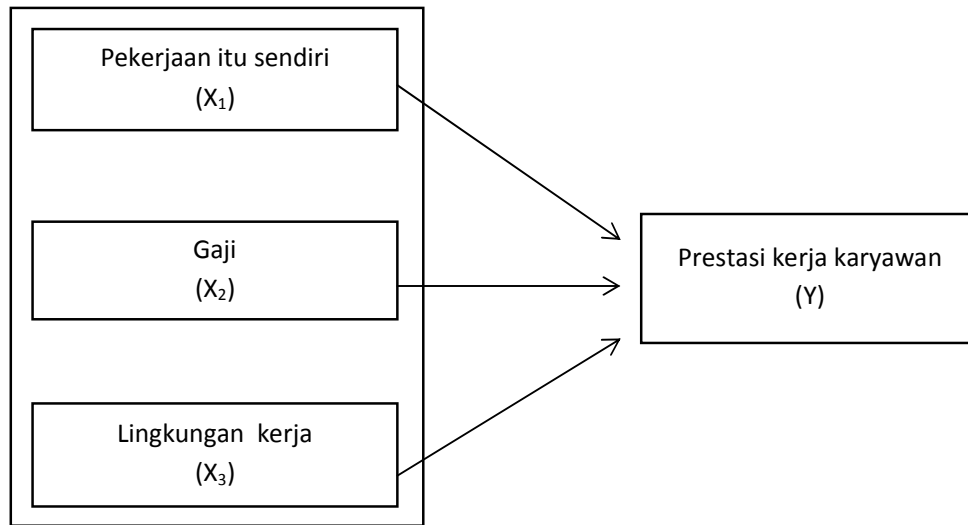 Pekerjaan itu sendiri
(X₁)
Gaji
(X₂)
Lingkungan kerja
(X₃)
Prestasi kerja karyawan
(Y)